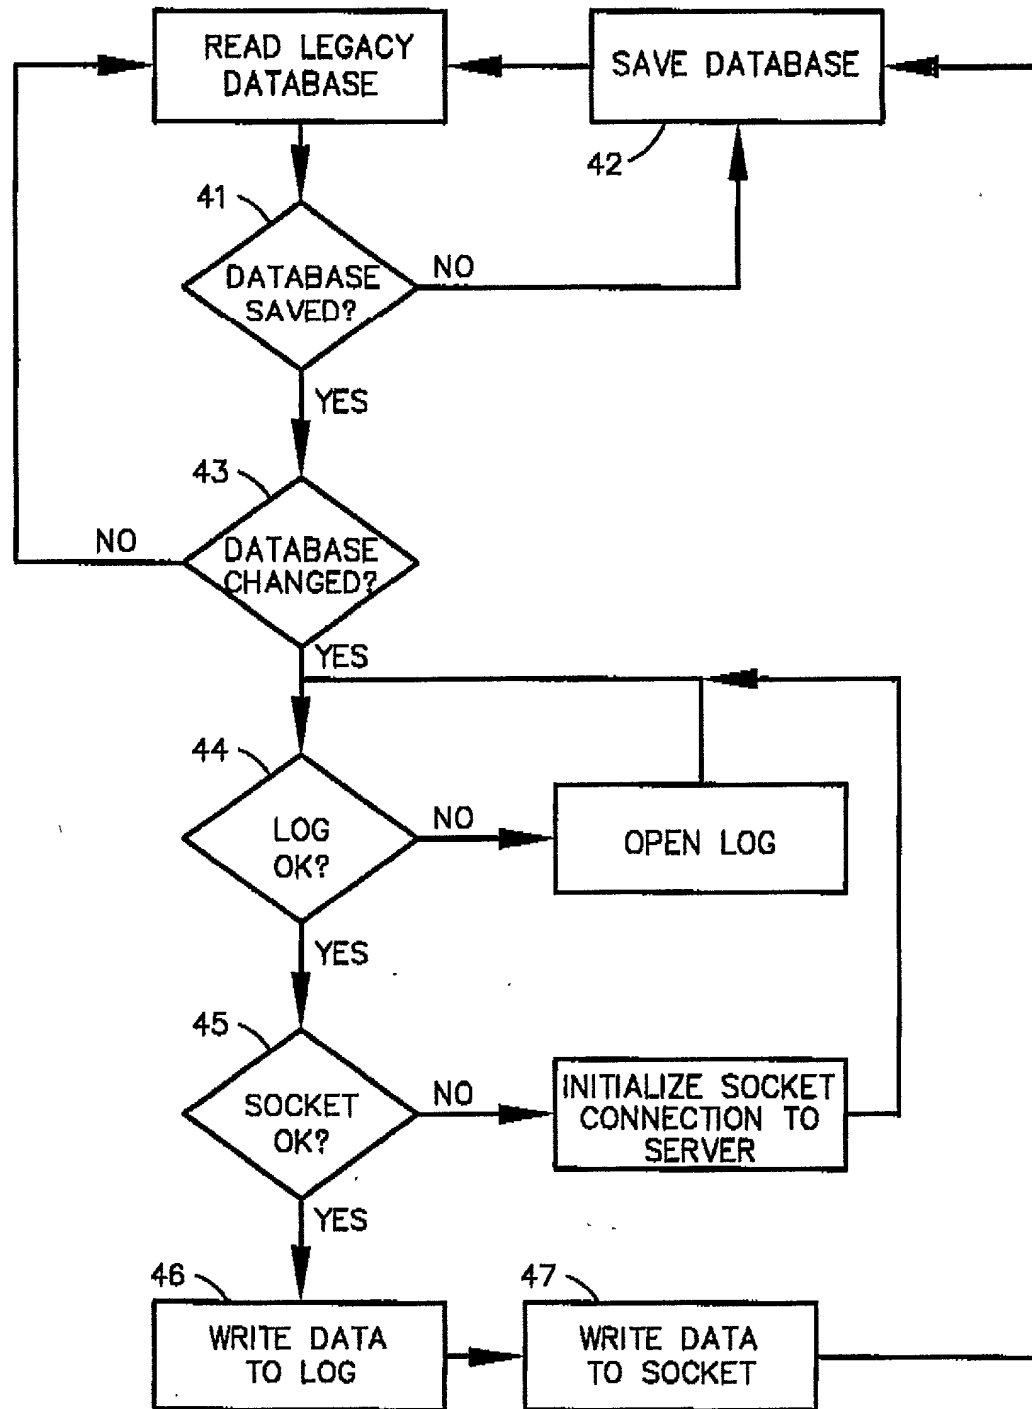 READ LEGACY
DATABASE
SAVE DATABASE
42
41
DATABASE
SAVED?
NO
YES
43
DATABASE
CHANGED?
NO
YES
44
LOG
OK?
NO
OPEN LOG
YES
45
SOCKET
OK?
NO
INITIALIZE SOCKET
CONNECTION TO
SERVER
YES
46
WRITE DATA
TO LOG
47
WRITE DATA
TO SOCKET